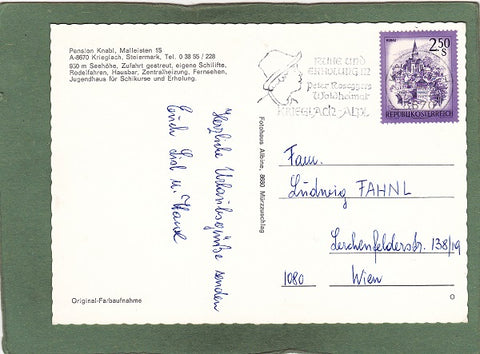 Pension Knabl, Malleisten 15
A-8670 Krieglach, Steiermark, Tel. 0 38 55 / 228
950 m Seehöhe, Zufahrt gestreut, eigene Schilifte,
Rodelfahren, Hausbar, Zentralheizung, Fernsehen,
Jugendhaus für Schikurse und Erholung.
RUHE und
ERHOLUNG IN
Peter Roseggers
Waldheimat
KRIEGLACH-ALPL
2.50
S
REPUBLIK ÖSTERREICH
Herzliche Urlaubsgrüße senden
Fotohaus Albine, 8680 Mürzzuschlag
Fam.
Ludwig FAHNL
Lerchenfelderstr. 138/19
1080 Wien
Original-Farbaufnahme